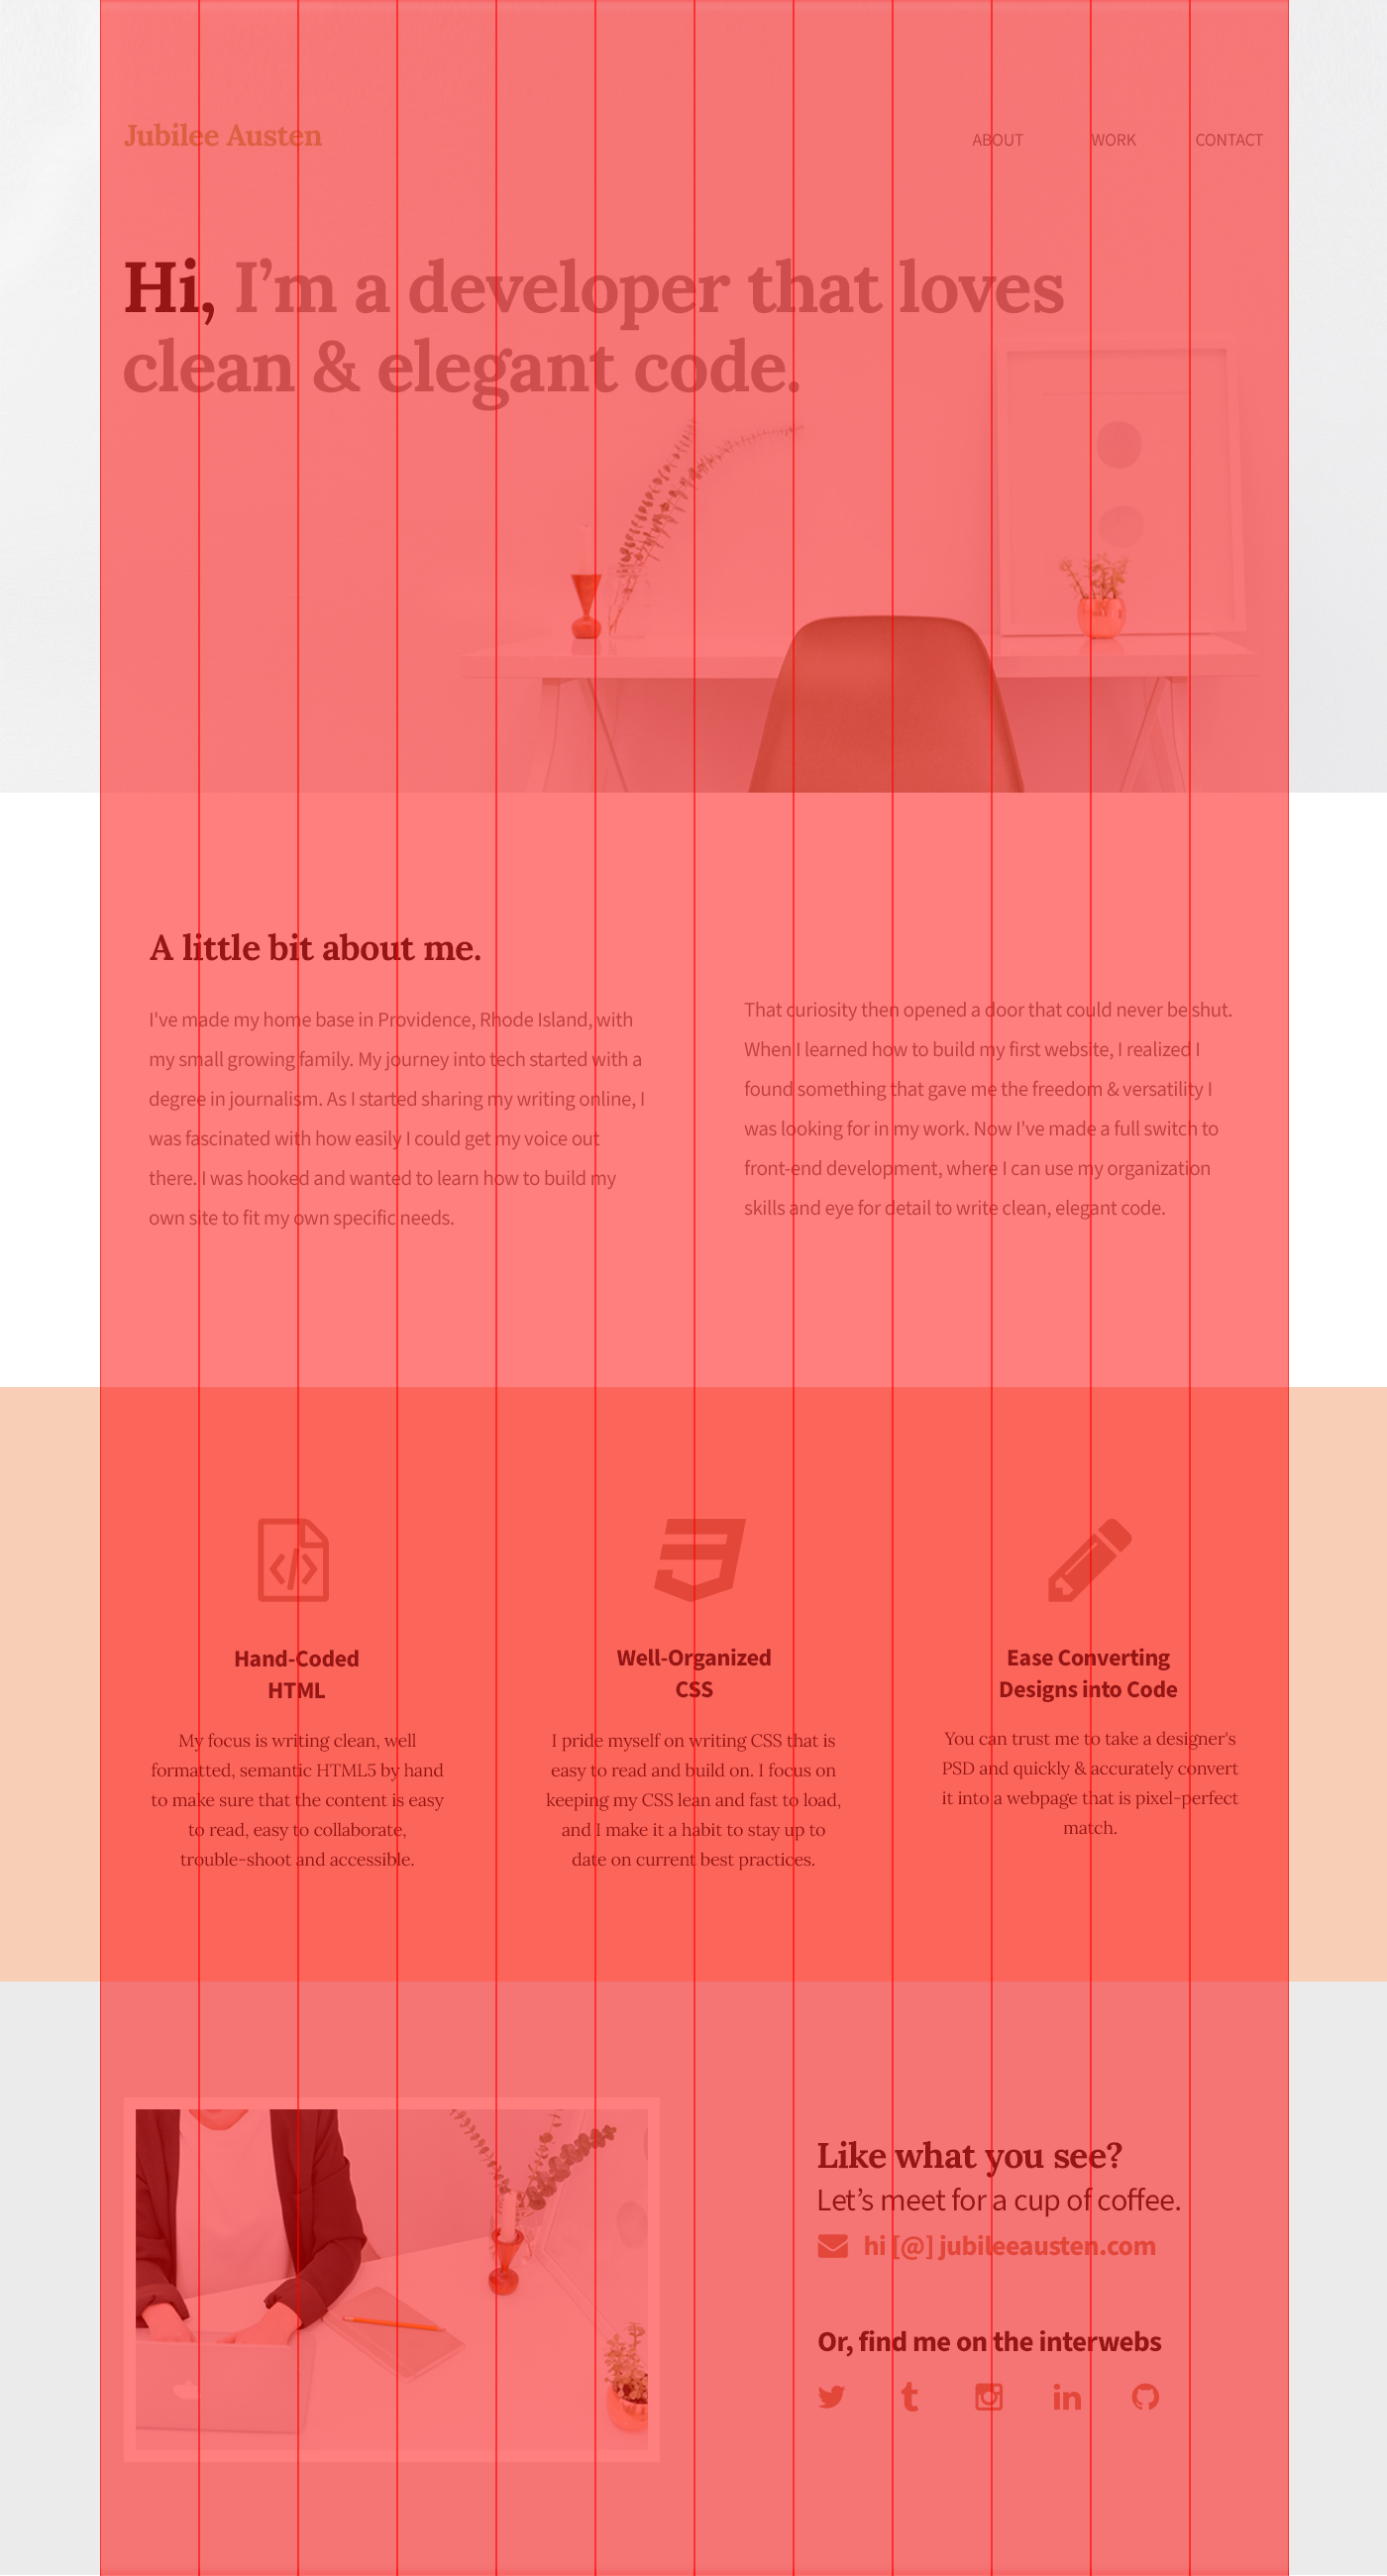 Jubilee Austen
ABOUT WORK CONTACT
Hi, I’m a developer that loves
clean & elegant code.
A little bit about me.
I've made my home base in Providence, Rhode Island, with
my small growing family. My journey into tech started with a
degree in journalism. As I started sharing my writing online, I
was fascinated with how easily I could get my voice out
there. I was hooked and wanted to learn how to build my
own site to fit my own specific needs.
That curiosity then opened a door that could never be shut.
When I learned how to build my first website, I realized I
found something that gave me the freedom & versatility I
was looking for in my work. Now I've made a full switch to
front-end development, where I can use my organization
skills and eye for detail to write clean, elegant code.
Hand-Coded
HTML
My focus is writing clean, well
formatted, semantic HTML5 by hand
to make sure that the content is easy
to read, easy to collaborate,
trouble-shoot and accessible.
Well-Organized
CSS
I pride myself on writing CSS that is
easy to read and build on. I focus on
keeping my CSS lean and fast to load,
and I make it a habit to stay up to
date on current best practices.
Ease Converting
Designs into Code
You can trust me to take a designer's
PSD and quickly & accurately convert
it into a webpage that is pixel-perfect
match.
Like what you see?
Let’s meet for a cup of coffee.
hi [@] jubileeausten.com
Or, find me on the interwebs